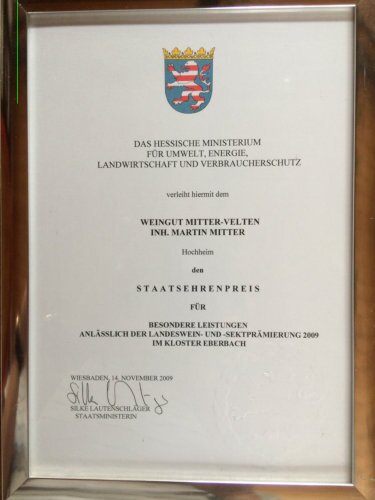 DAS HESSISCHE MINISTERIUM
FÜR UMWELT, ENERGIE,
LANDWIRTSCHAFT UND VERBRAUCHERSCHUTZ
verleiht hiermit dem
WEINGUT MITTER-VELTEN
INH. MARTIN MITTER
Hochheim
den
STAATSEHRENPREIS
FÜR
BESONDERE LEISTUNGEN
ANLÄSSLICH DER LANDESWEIN- UND -SEKTPRÄMIERUNG 2009
IM KLOSTER EBERBACH
WIESBADEN, 14. NOVEMBER 2009
SILKE LAUTENSCHLÄGER
STAATSMINISTERIN